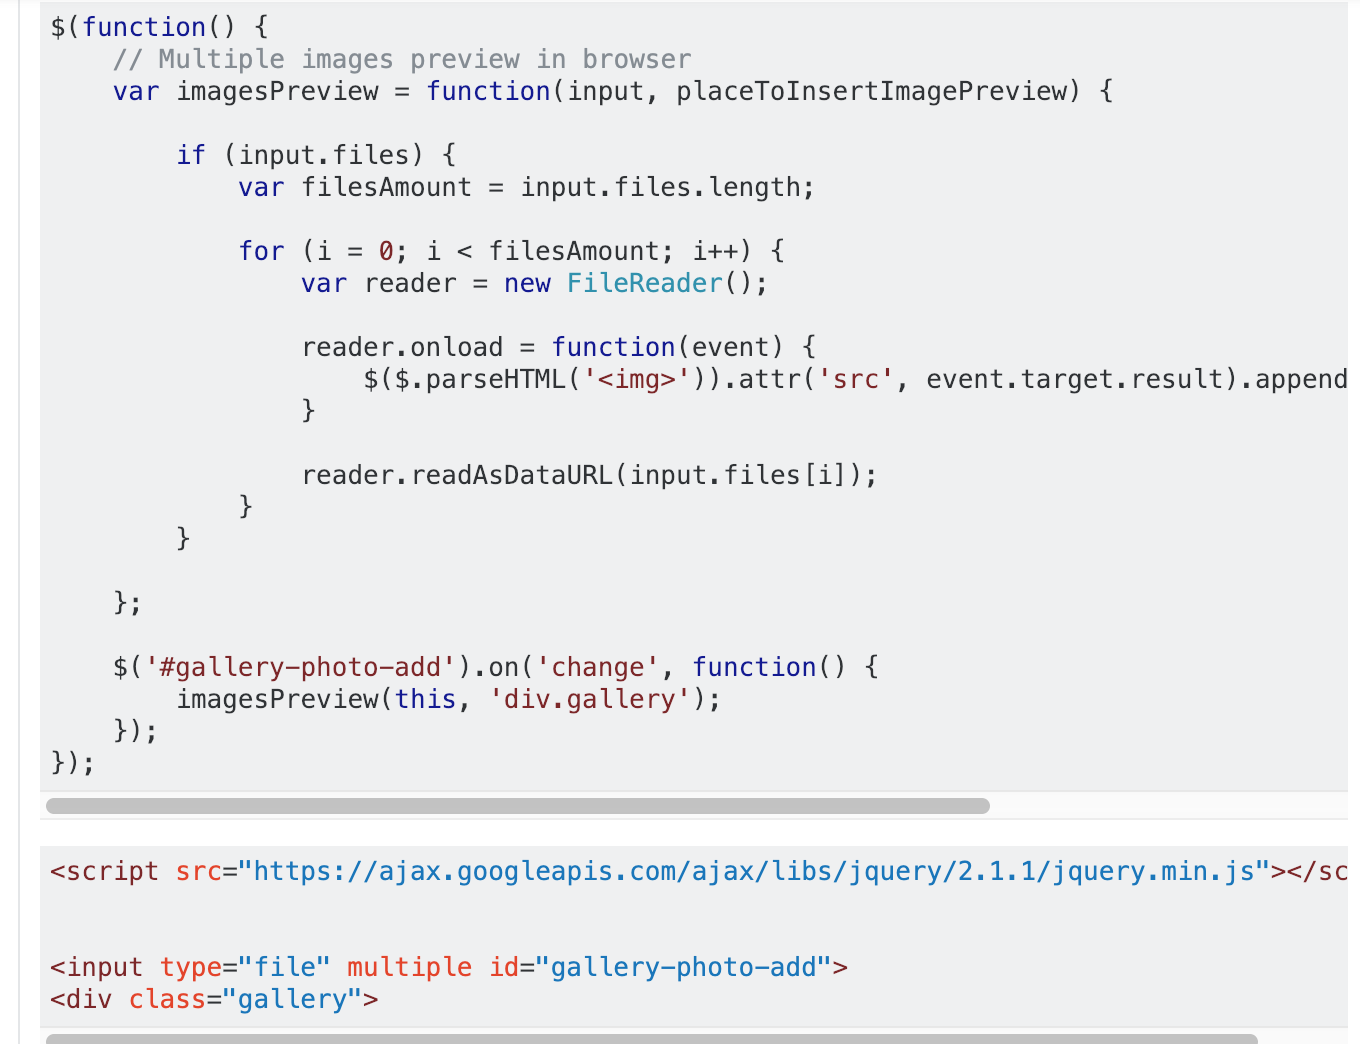 $(function() {
    // Multiple images preview in browser
    var imagesPreview = function(input, placeToInsertImagePreview) {

        if (input.files) {
            var filesAmount = input.files.length;

            for (i = 0; i < filesAmount; i++) {
                var reader = new FileReader();

                reader.onload = function(event) {
                    $($.parseHTML('<img>')).attr('src', event.target.result).append
                }

                reader.readAsDataURL(input.files[i]);
            }
        }

    };

    $('#gallery-photo-add').on('change', function() {
        imagesPreview(this, 'div.gallery');
    });
});
<script src="https://ajax.googleapis.com/ajax/libs/jquery/2.1.1/jquery.min.js"></sc


<input type="file" multiple id="gallery-photo-add">
<div class="gallery">